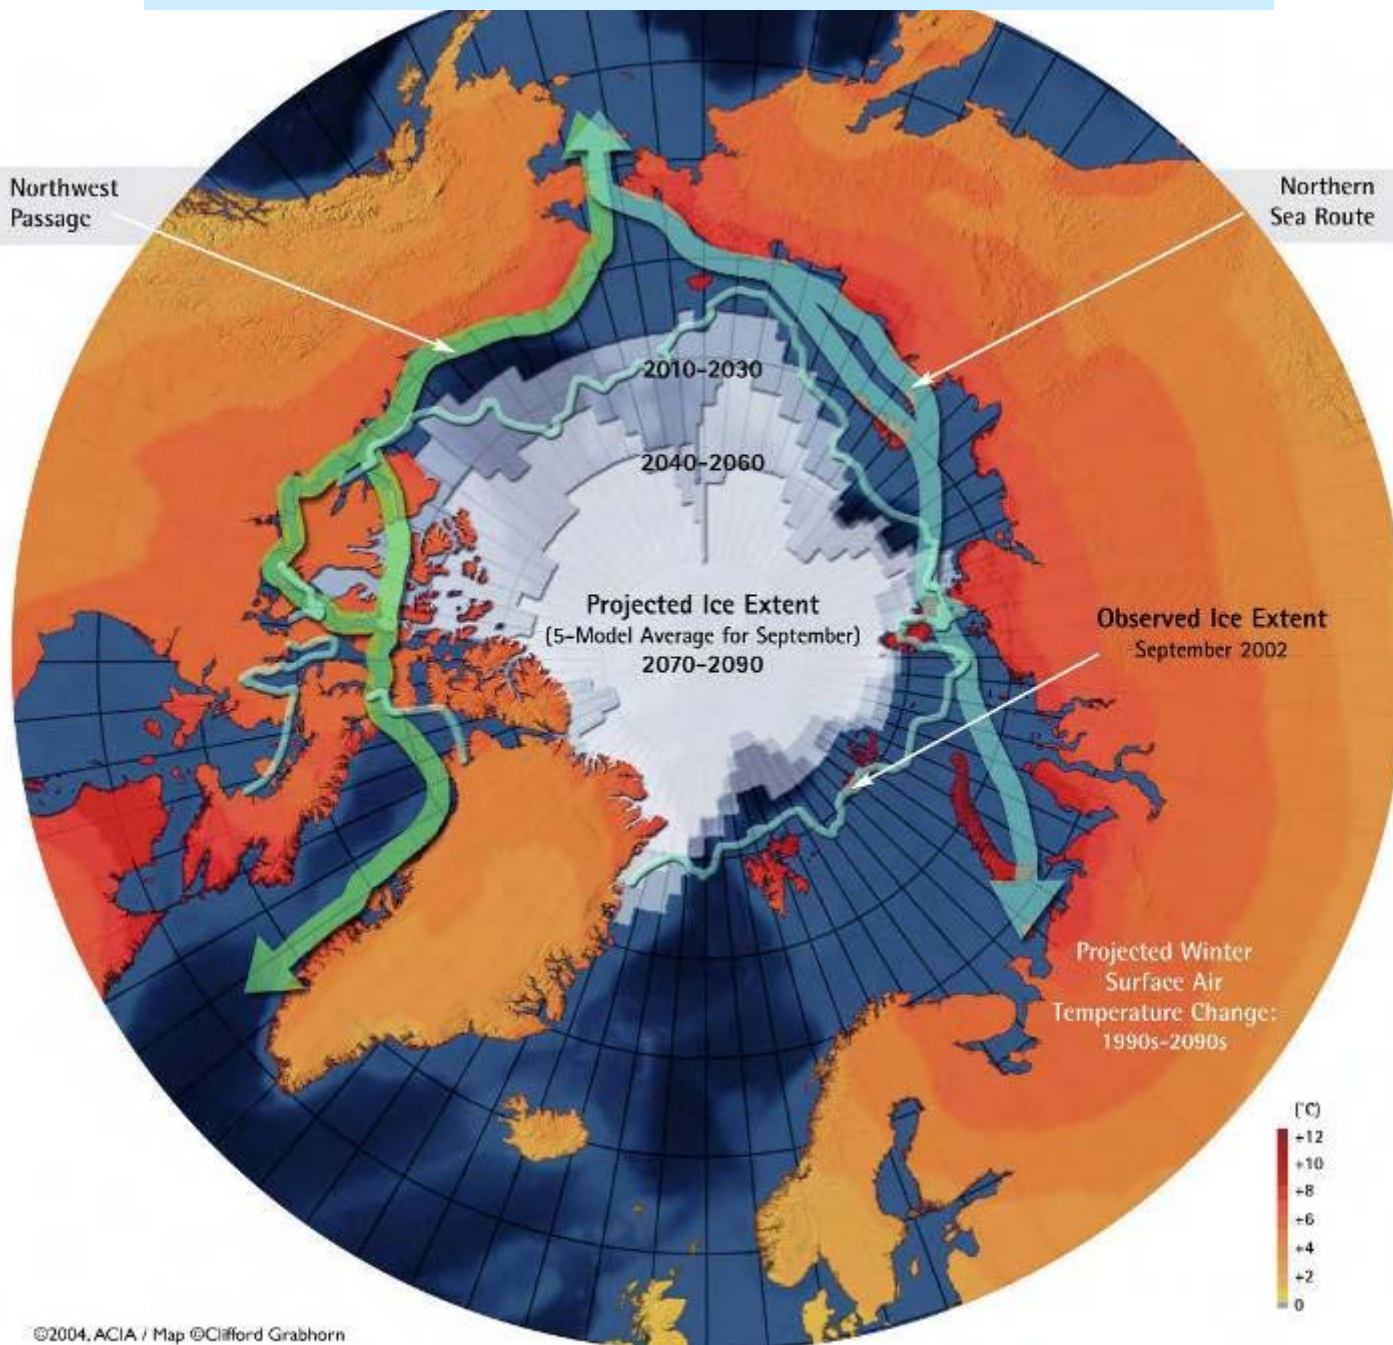 Northwest
Passage
Northern
Sea Route
2010-2030
2040-2060
Projected Ice Extent
(5-Model Average for September)
2070-2090
Observed Ice Extent
September 2002
Projected Winter
Surface Air
Temperature Change:
1990s-2090s
(°C)
+12
+10
+8
+6
+4
+2
0
©2004, ACIA / Map ©Clifford Grabhorn